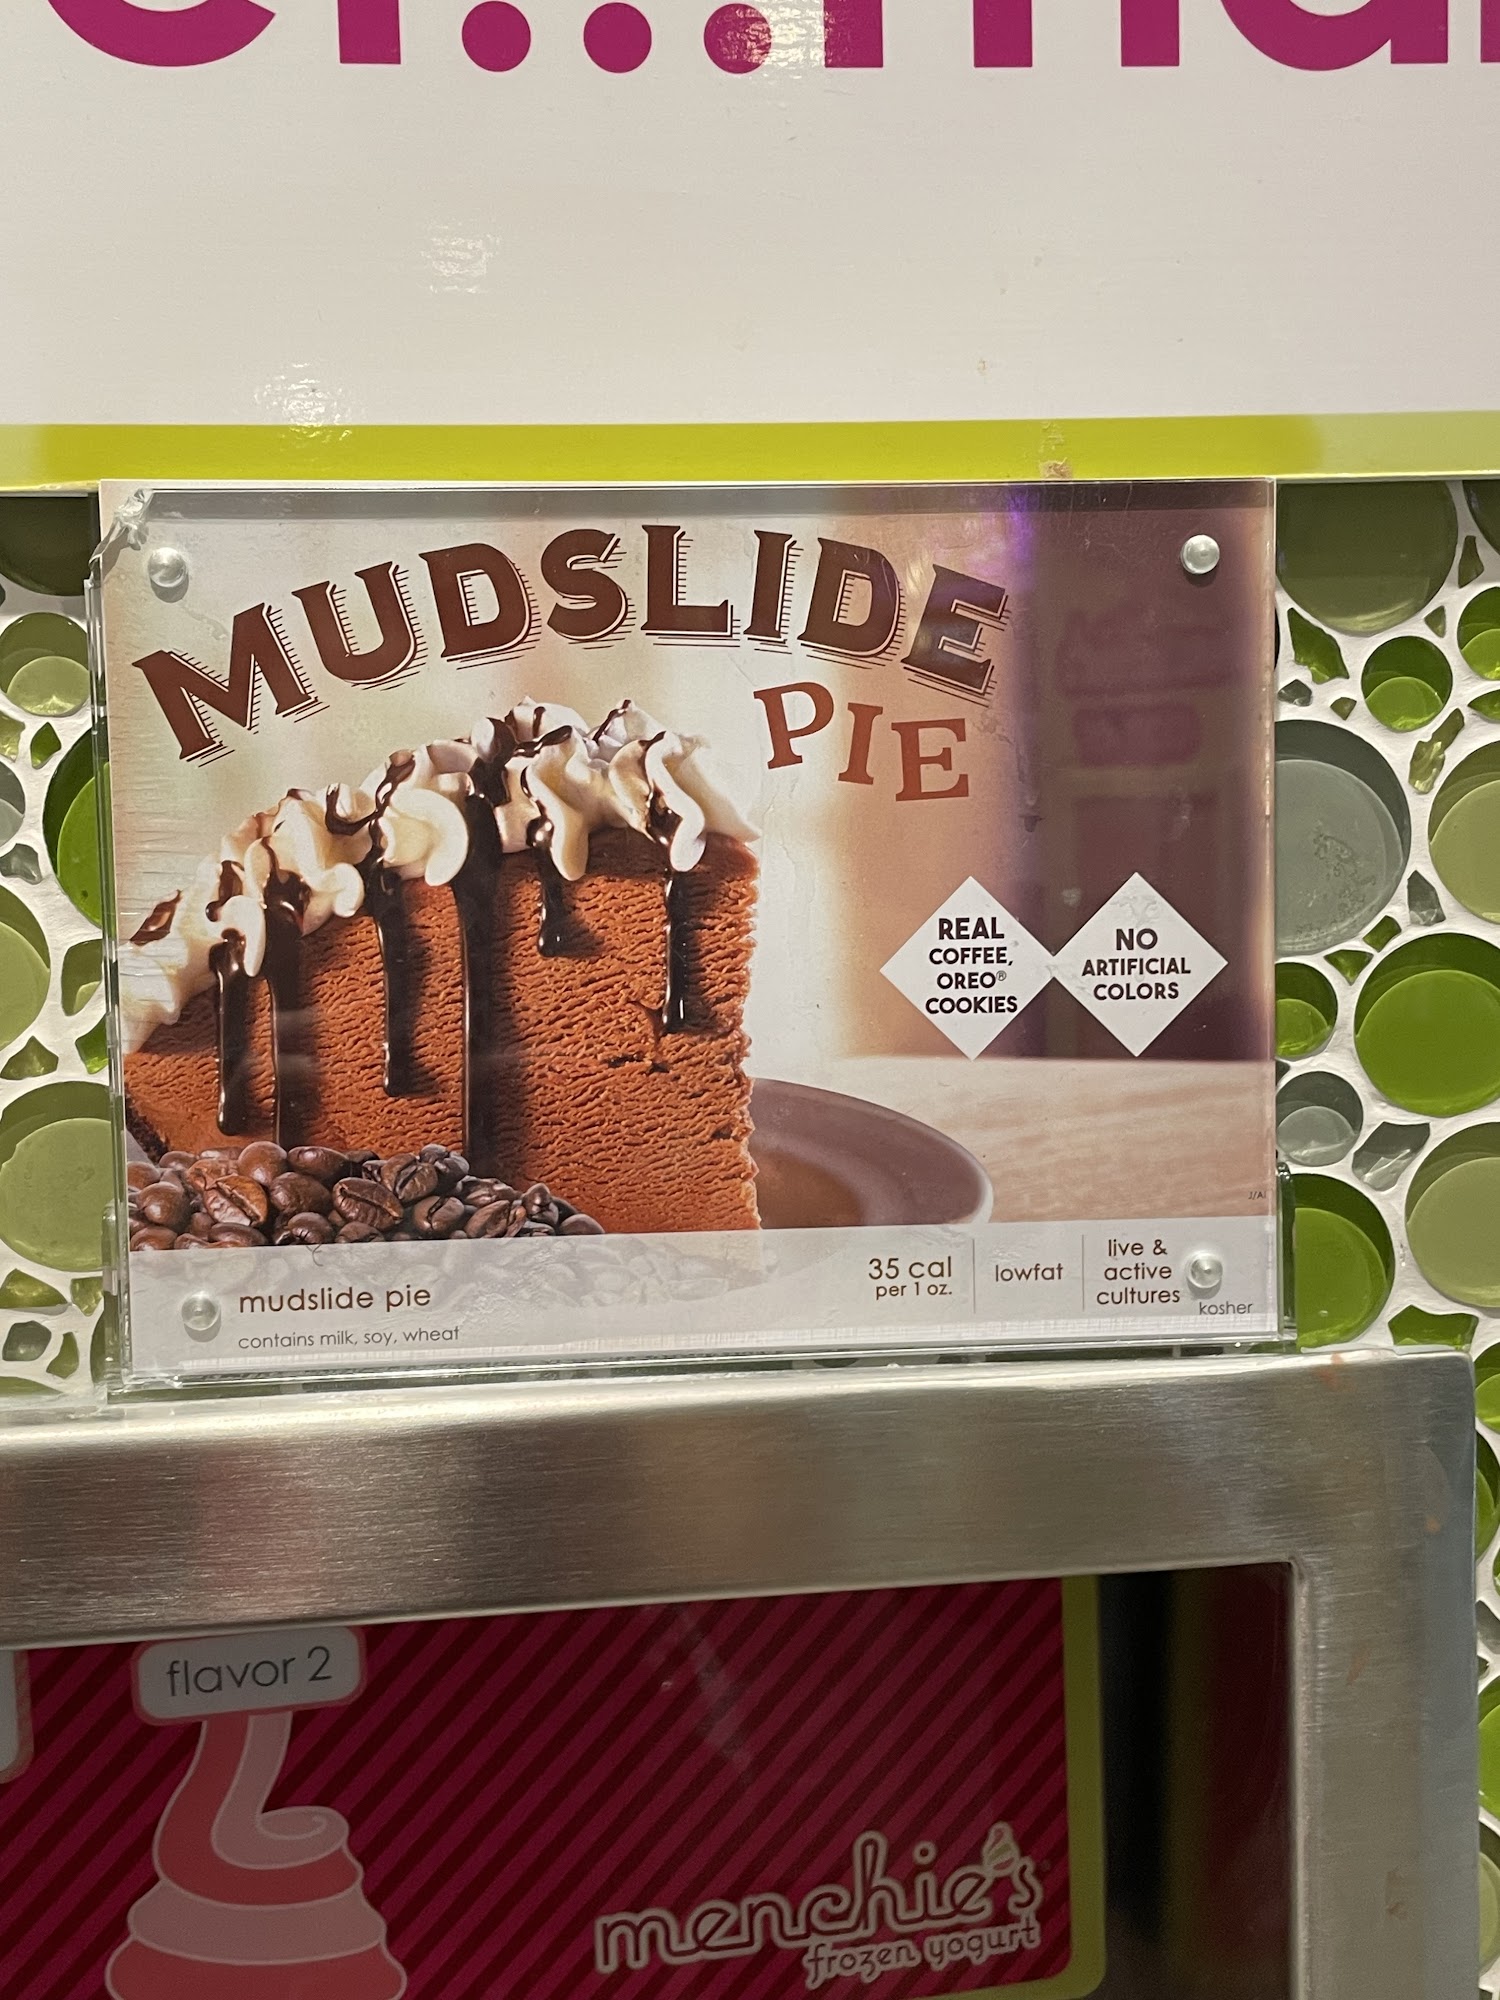 MUDSLIDE
PIE
REAL
COFFEE,
OREO®
COOKIES
NO
ARTIFICIAL
COLORS
J/AI
mudslide pie
contains milk, soy, wheat
35 cal
per 1 oz.
lowfat
live &
active
cultures
kosher
flavor 2
menchie's
frozen yogurt